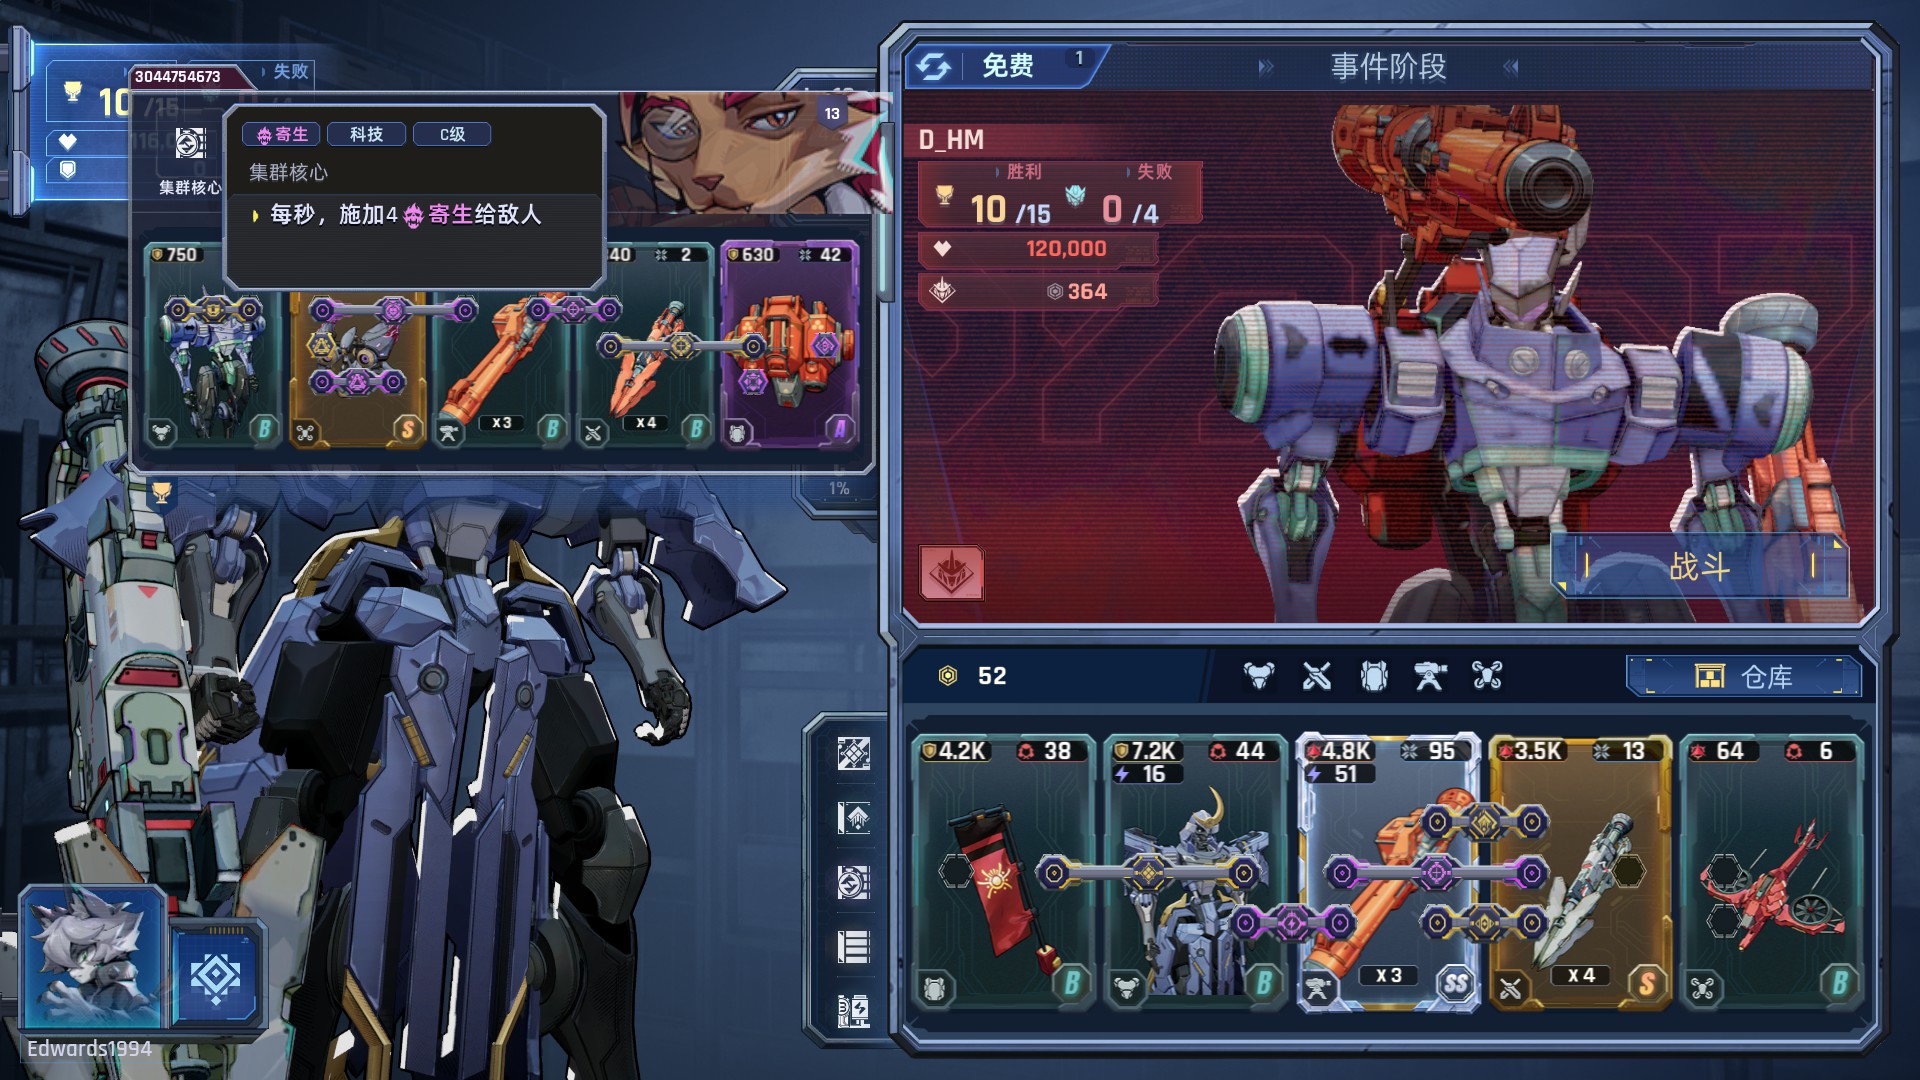 失败
10 /15
3044754673
集群核心
寄生
科技
C级
集群核心
每秒，施加4寄生给敌人
13
750
B
S
x3
B
40
2
x4
B
630
42
A
1%
免费
1
事件阶段
D_HM
胜利
失败
10 /15
0 /4
120,000
364
战斗
52
仓库
4.2K
38
B
7.2K
44
16
B
4.8K
95
51
x3
SS
3.5K
13
x4
S
64
6
B
Edwards1994